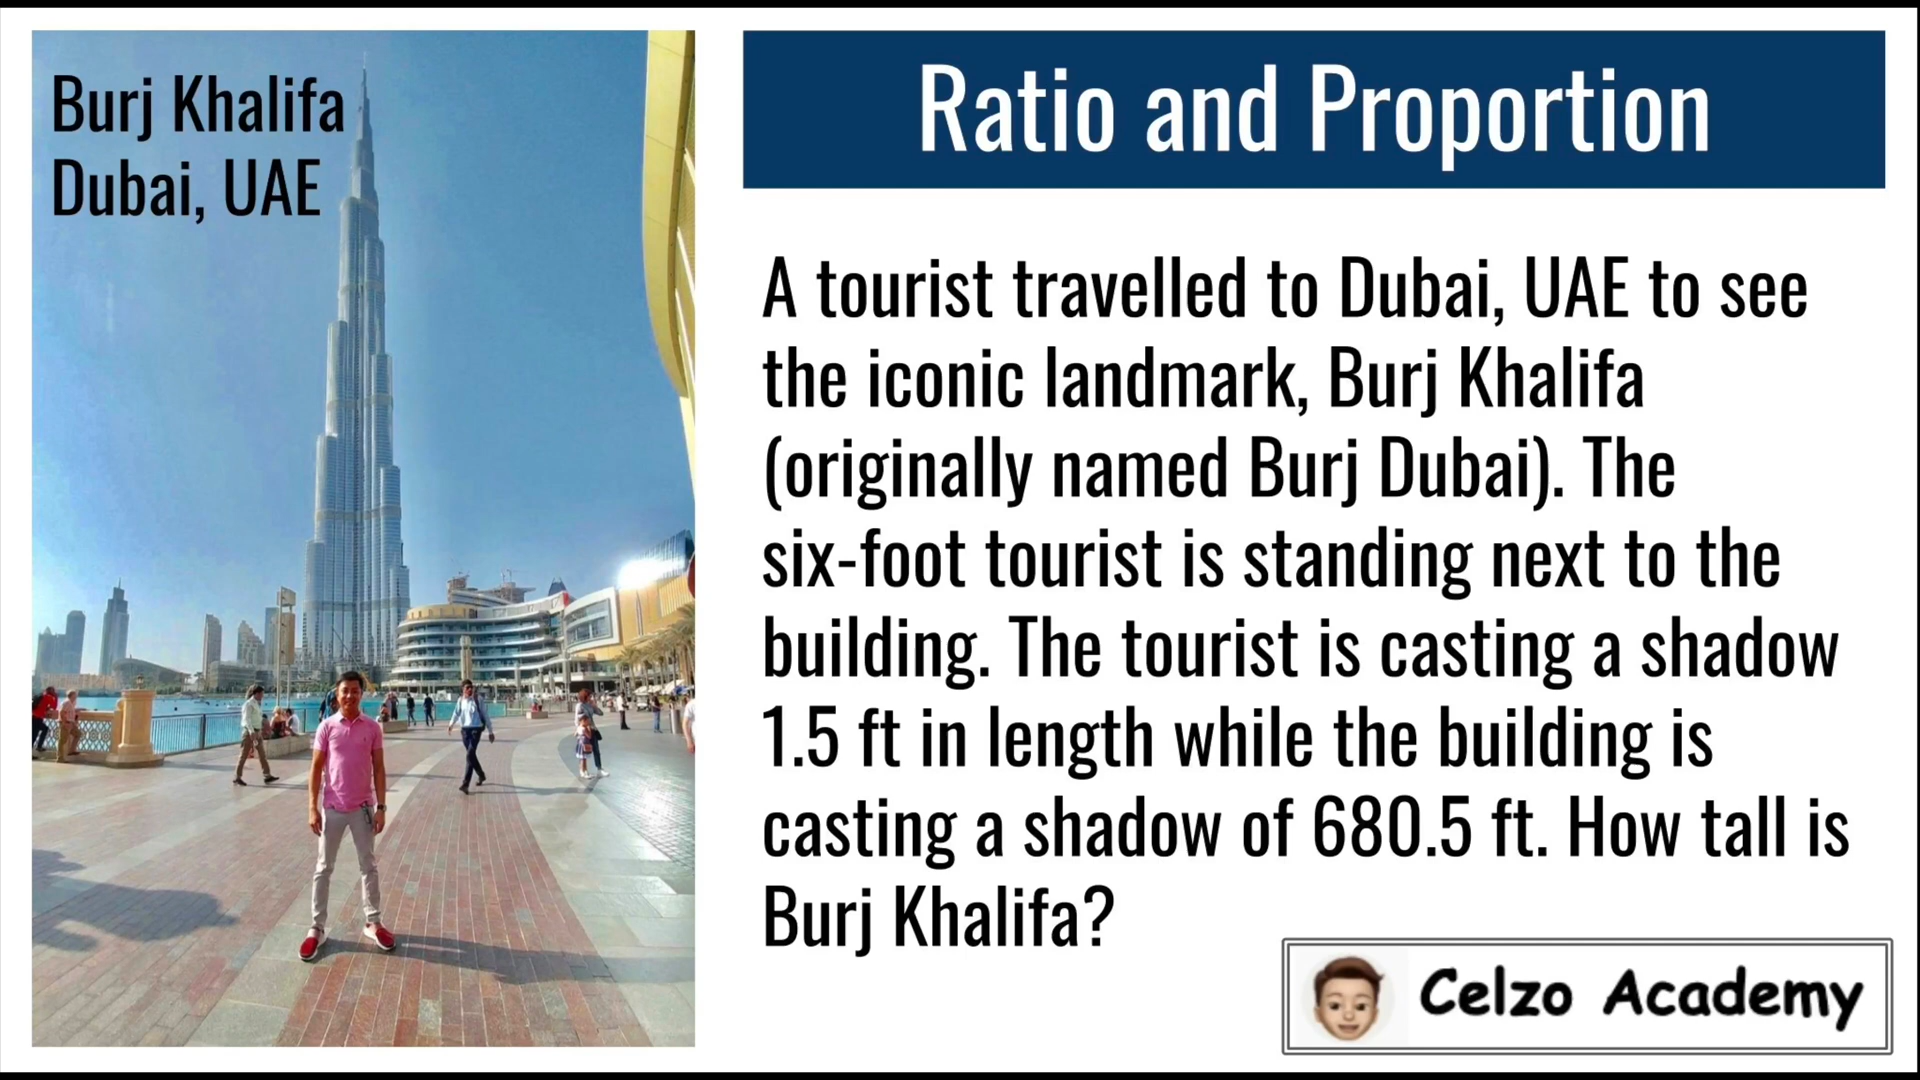 Burj Khalifa
Dubai, UAE
Ratio and Proportion
A tourist travelled to Dubai, UAE to see
the iconic landmark, Burj Khalifa
(originally named Burj Dubai). The
six-foot tourist is standing next to the
building. The tourist is casting a shadow
1.5 ft in length while the building is
casting a shadow of 680.5 ft. How tall is
Burj Khalifa?
Celzo Academy